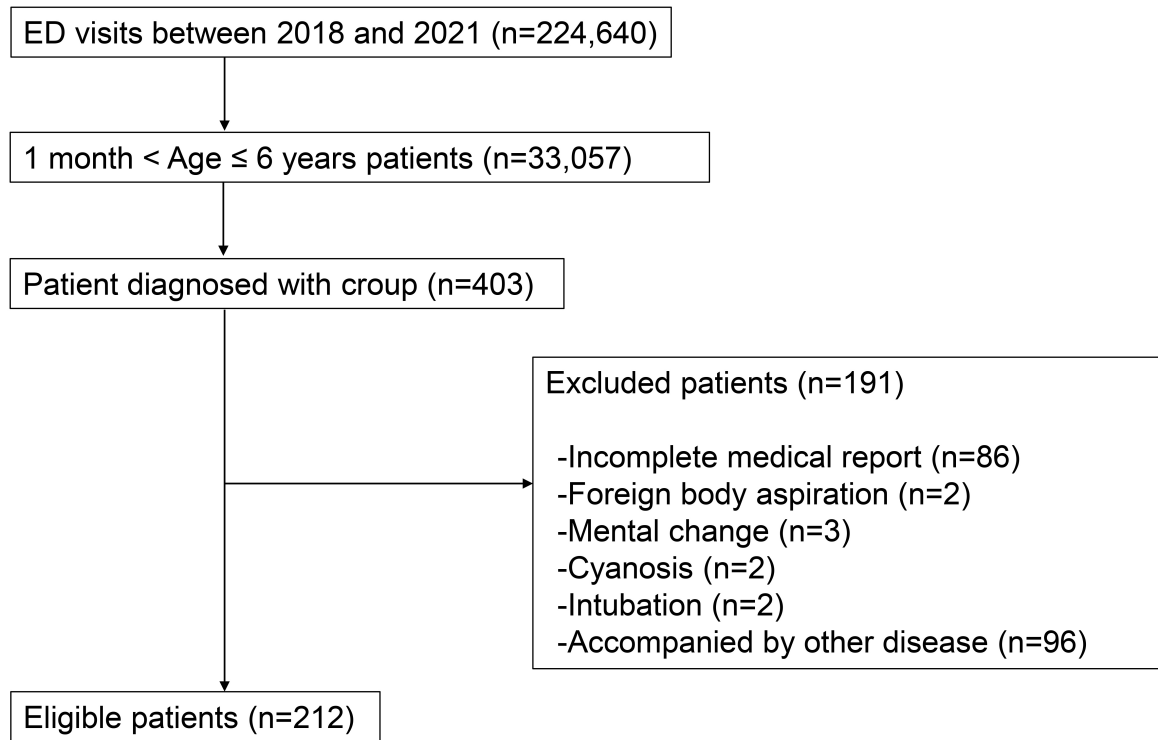 ED visits between 2018 and 2021 (n=224,640)
1 month < Age ≤ 6 years patients (n=33,057)
Patient diagnosed with croup (n=403)
Excluded patients (n=191)
-Incomplete medical report (n=86)
-Foreign body aspiration (n=2)
-Mental change (n=3)
-Cyanosis (n=2)
-Intubation (n=2)
-Accompanied by other disease (n=96)
Eligible patients (n=212)